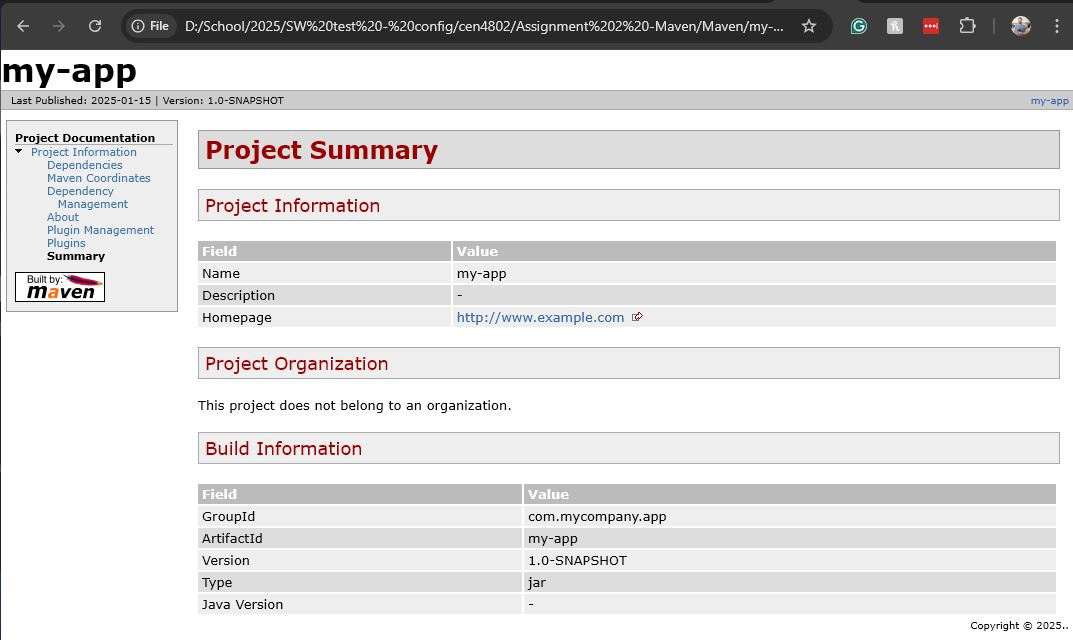 File D:/School/2025/SW%20test%20-%20config/cen4802/Assignment%202%20-Maven/Maven/my-...
my-app
Last Published: 2025-01-15 | Version: 1.0-SNAPSHOT my-app
Project Documentation
Project Information
Dependencies
Maven Coordinates
Dependency
Management
About
Plugin Management
Plugins
Summary
Built by:
maven
Project Summary
Project Information
Field Value
Name my-app
Description -
Homepage http://www.example.com
Project Organization
This project does not belong to an organization.
Build Information
Field Value
GroupId com.mycompany.app
ArtifactId my-app
Version 1.0-SNAPSHOT
Type jar
Java Version -
Copyright © 2025..